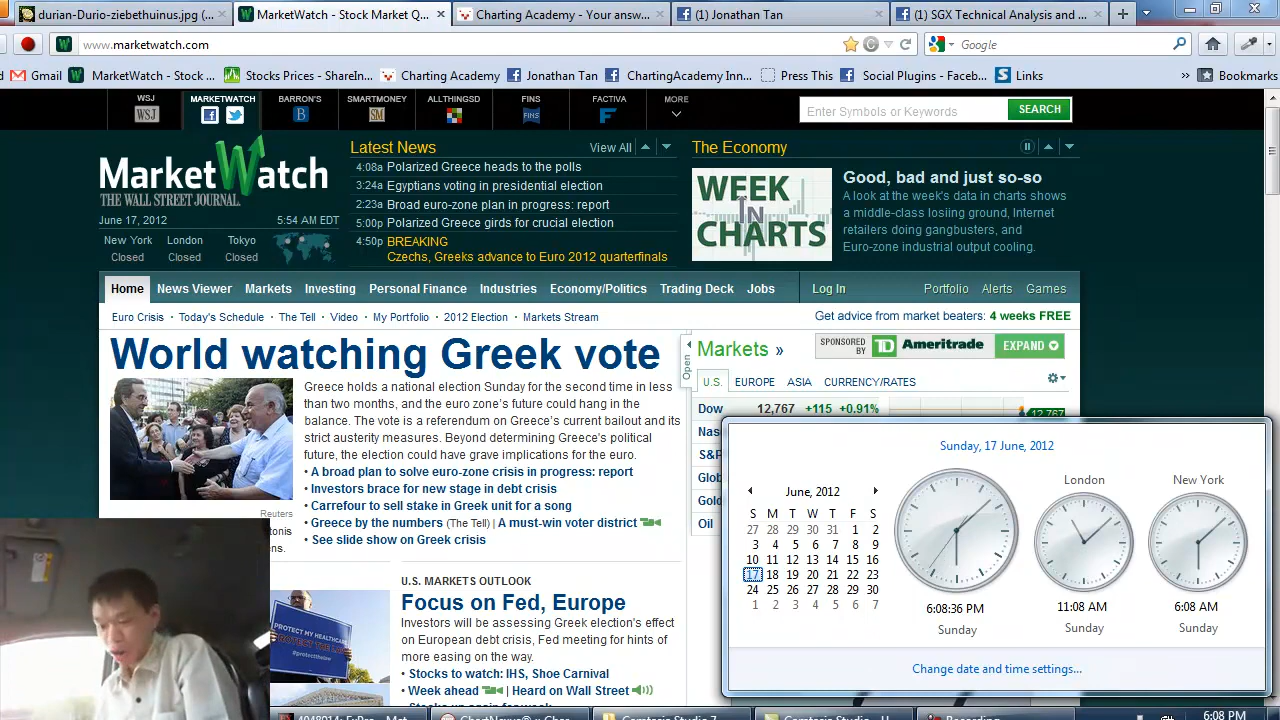 durian-Durio-ziebethuinus.jpg (...
MarketWatch - Stock Market Q...
Charting Academy - Your answ...
(1) Jonathan Tan
(1) SGX Technical Analysis and ...
www.marketwatch.com
Google
Gmail
MarketWatch - Stock ...
Stocks Prices - ShareIn...
Charting Academy
Jonathan Tan
ChartingAcademy Inn...
Press This
Social Plugins - Faceb...
Links
Bookmarks
WSJ
MARKETWATCH
BARRON'S
SMARTMONEY
ALLTHINGSD
FINS
FACTIVA
MORE
Enter Symbols or Keywords
SEARCH
MarketWatch
THE WALL STREET JOURNAL
June 17, 2012
5:54 AM EDT
New York
Closed
London
Closed
Tokyo
Closed
Latest News
View All
4:08a Polarized Greece heads to the polls
3:24a Egyptians voting in presidential election
2:23a Broad euro-zone plan in progress: report
5:00p Polarized Greece girds for crucial election
4:50p BREAKING
Czechs, Greeks advance to Euro 2012 quarterfinals
The Economy
WEEK
IN
CHARTS
Good, bad and just so-so
A look at the week's data in charts shows
a middle-class losiing ground, Internet
retailers doing gangbusters, and
Euro-zone industrial output cooling.
Home
News Viewer
Markets
Investing
Personal Finance
Industries
Economy/Politics
Trading Deck
Jobs
Log In
Portfolio
Alerts
Games
Euro Crisis · Today's Schedule · The Tell · Video · My Portfolio · 2012 Election · Markets Stream
Get advice from market beaters: 4 weeks FREE
World watching Greek vote
Greece holds a national election Sunday for the second time in less
than two months, and the euro zone's future could hang in the
balance. The vote is a referendum on Greece's current bailout and its
strict austerity measures. Beyond determining Greece's political
future, the election could have grave implications for the euro.
• A broad plan to solve euro-zone crisis in progress: report
• Investors brace for new stage in debt crisis
• Carrefour to sell stake in Greek unit for a song
• Greece by the numbers (The Tell) | A must-win voter district
• See slide show on Greek crisis
Reuters
Open
Markets »
SPONSORED
BY
TD Ameritrade
EXPAND
U.S.
EUROPE
ASIA
CURRENCY/RATES
Dow 12,767 +115 +0.91%
12,767
Nas
S&P
Glob
Gold
Oil
U.S. MARKETS OUTLOOK
Focus on Fed, Europe
Investors will be assessing Greek election's effect
on European debt crisis, Fed meeting for hints of
more easing on the way.
• Stocks to watch: IHS, Shoe Carnival
• Week ahead | Heard on Wall Street
PROTECT MY HEALTHCARE
PROTECT THE LAW
#protectthelaw
Sunday, 17 June, 2012
June, 2012
S M T W T F S
27 28 29 30 31 1 2
3 4 5 6 7 8 9
10 11 12 13 14 15 16
17 18 19 20 21 22 23
24 25 26 27 28 29 30
1 2 3 4 5 6 7
6:08:36 PM
Sunday
London
11:08 AM
Sunday
New York
6:08 AM
Sunday
Change date and time settings...
6:08 PM